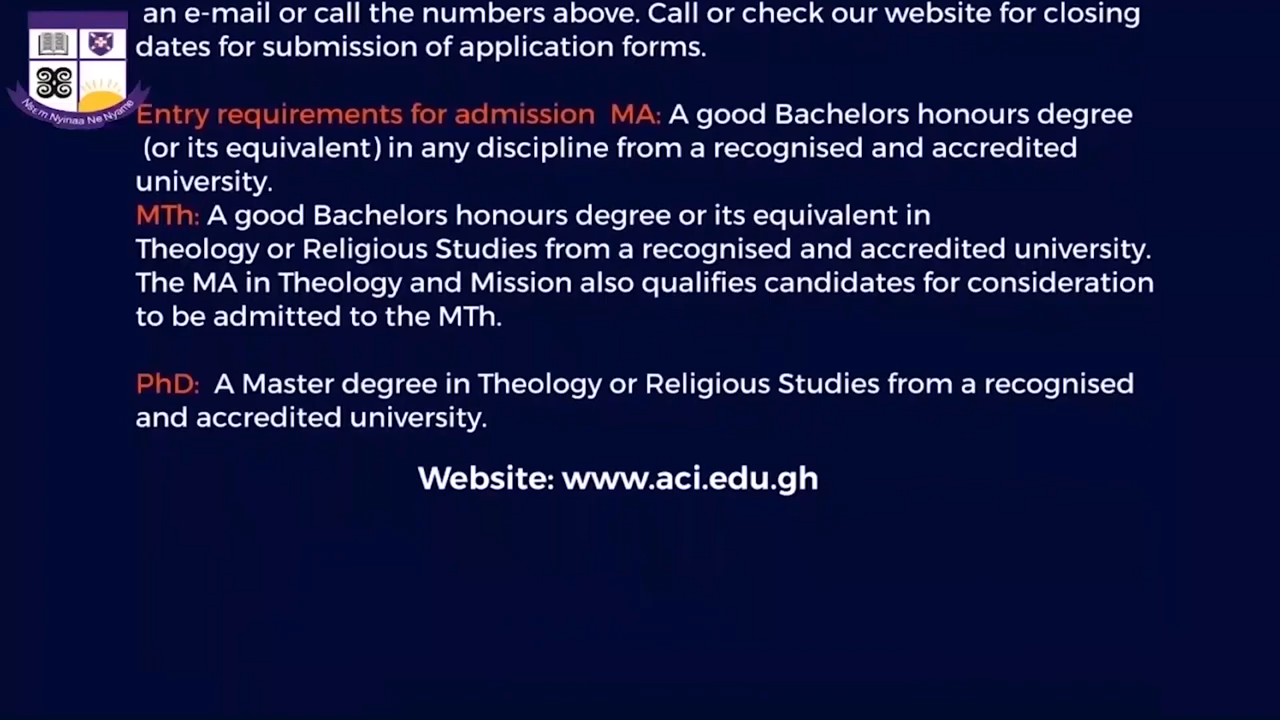 an e-mail or call the numbers above. Call or check our website for closing
dates for submission of application forms.
Entry requirements for admission  MA: A good Bachelors honours degree
(or its equivalent) in any discipline from a recognised and accredited
university.
MTh: A good Bachelors honours degree or its equivalent in
Theology or Religious Studies from a recognised and accredited university.
The MA in Theology and Mission also qualifies candidates for consideration
to be admitted to the MTh.
PhD:  A Master degree in Theology or Religious Studies from a recognised
and accredited university.
Website: www.aci.edu.gh
Nyinaa Ne Nyame